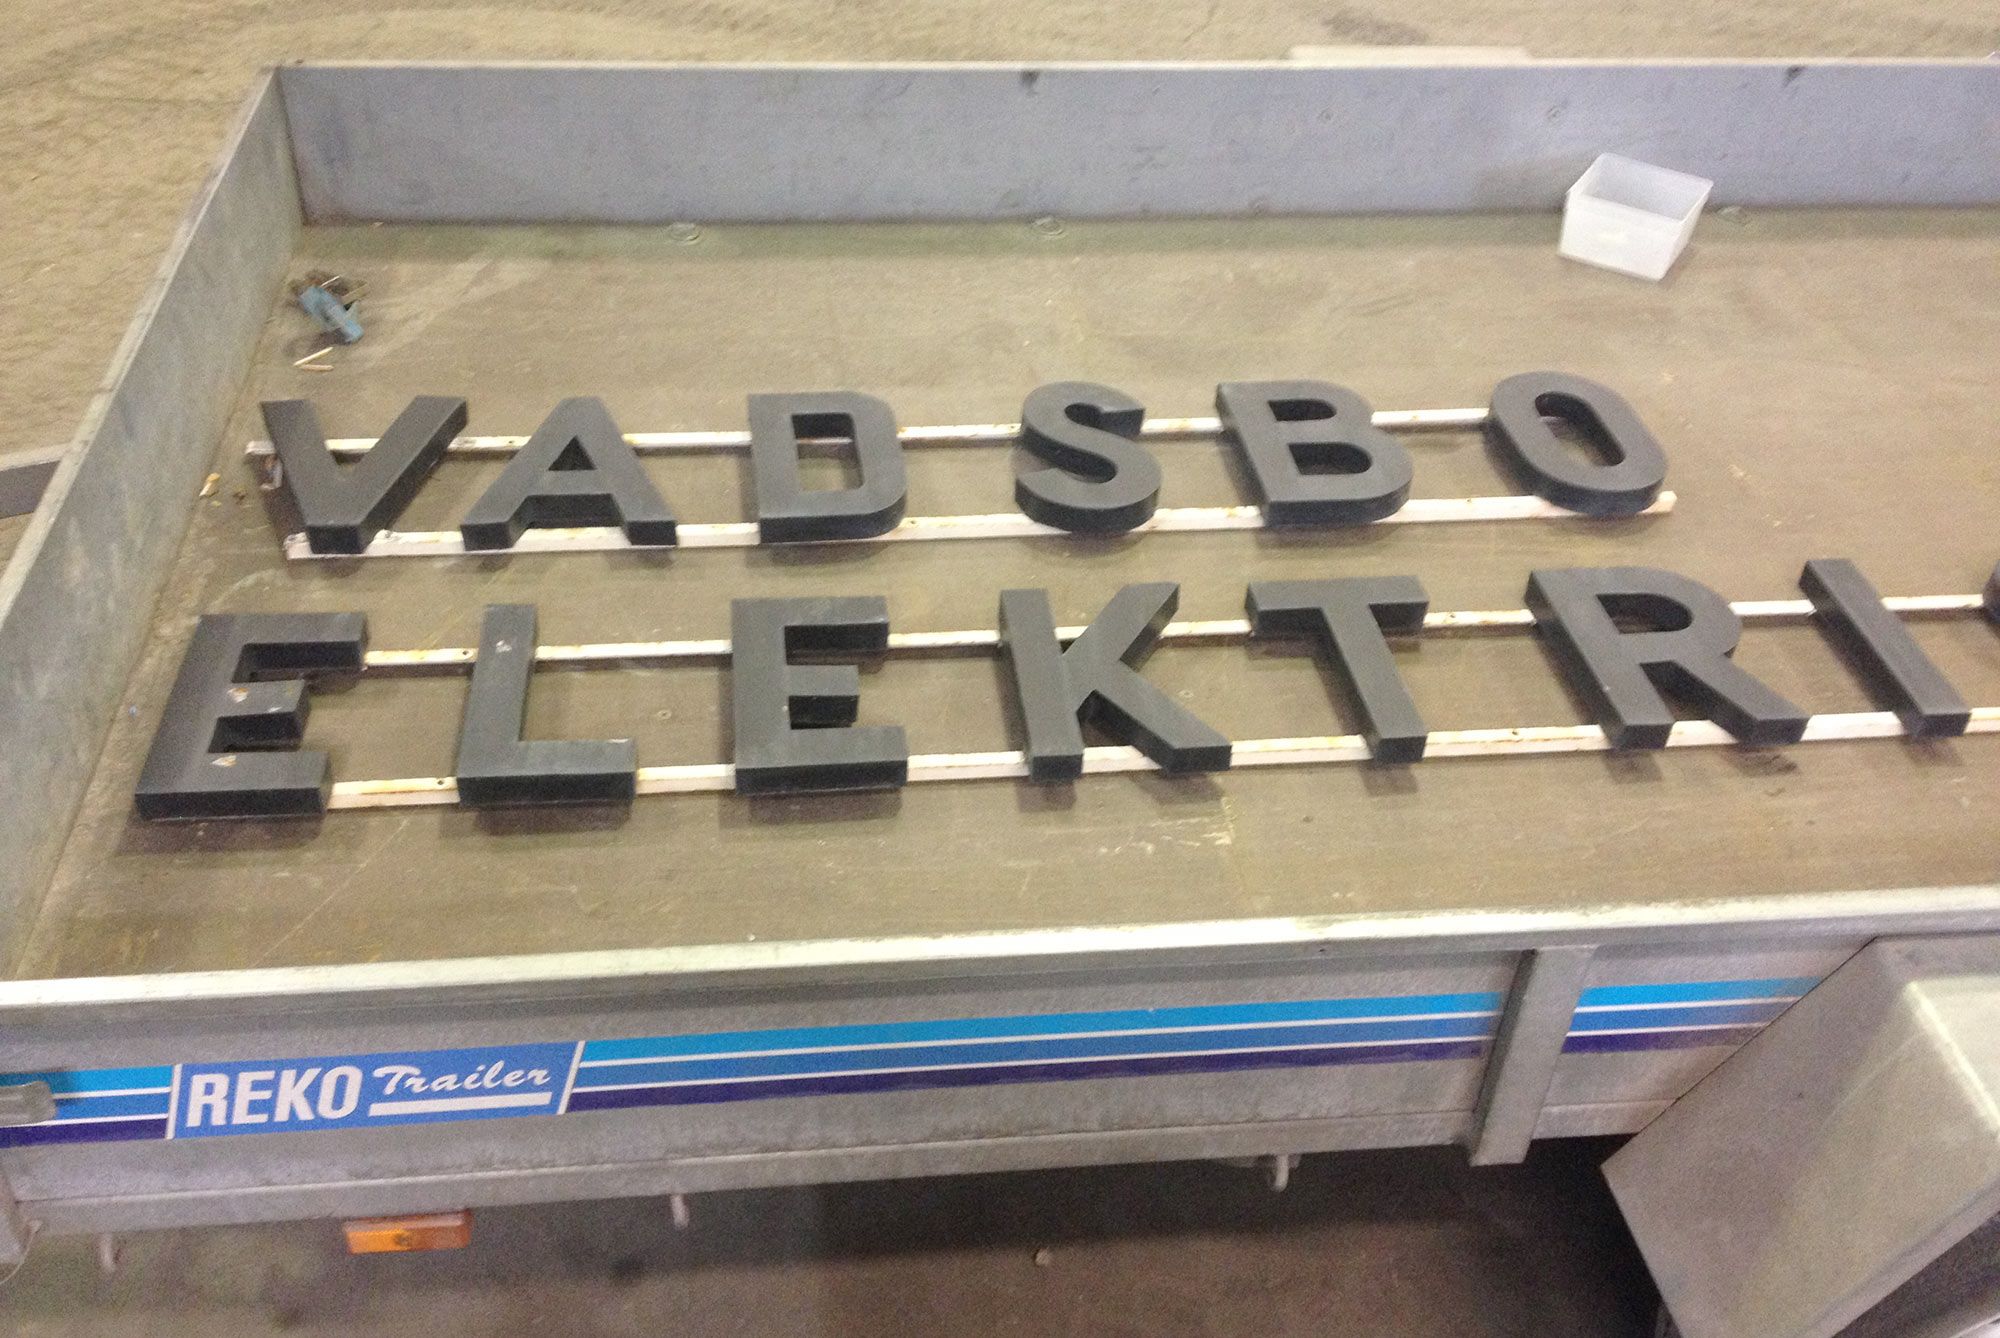 VADSBO
ELEKTRI
REKO Trailer